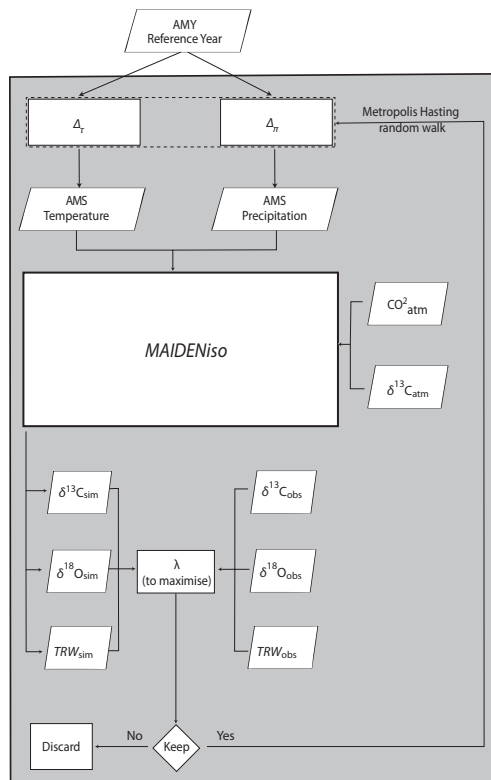 AMY
Reference Year
Δτ
Δπ
Metropolis Hasting
random walk
AMS
Temperature
AMS
Precipitation
MAIDENiso
CO²atm
δ¹³Catm
δ¹³Csim
δ¹³Cobs
δ¹⁸Osim
λ
(to maximise)
δ¹⁸Oobs
TRWsim
TRWobs
Discard
No
Keep
Yes